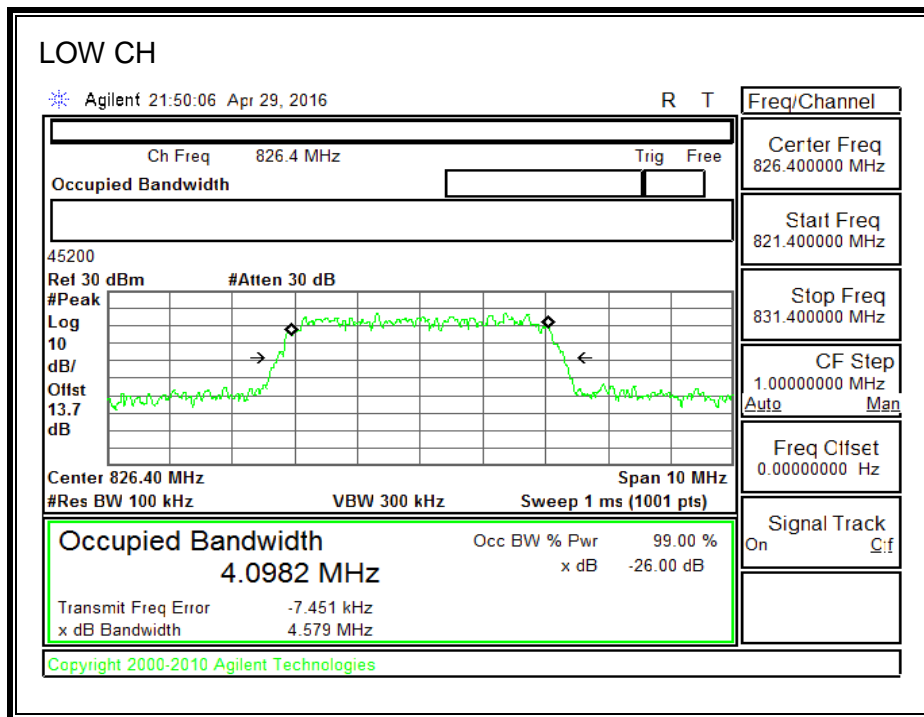 LOW CH
Agilent 21:50:06 Apr 29, 2016 R T
Freq/Channel
Ch Freq 826.4 MHz Trig Free
Occupied Bandwidth
Center Freq
826.400000 MHz
Start Freq
821.400000 MHz
Stop Freq
831.400000 MHz
CF Step
1.00000000 MHz
Auto Man
Freq Offset
0.00000000 Hz
Signal Track
On Off
45200
Ref 30 dBm #Atten 30 dB
#Peak
Log
10
dB/
Offst
13.7
dB
Center 826.40 MHz Span 10 MHz
#Res BW 100 kHz VBW 300 kHz Sweep 1 ms (1001 pts)
Occupied Bandwidth Occ BW % Pwr 99.00 %
4.0982 MHz x dB -26.00 dB
Transmit Freq Error -7.451 kHz
x dB Bandwidth 4.579 MHz
Copyright 2000-2010 Agilent Technologies